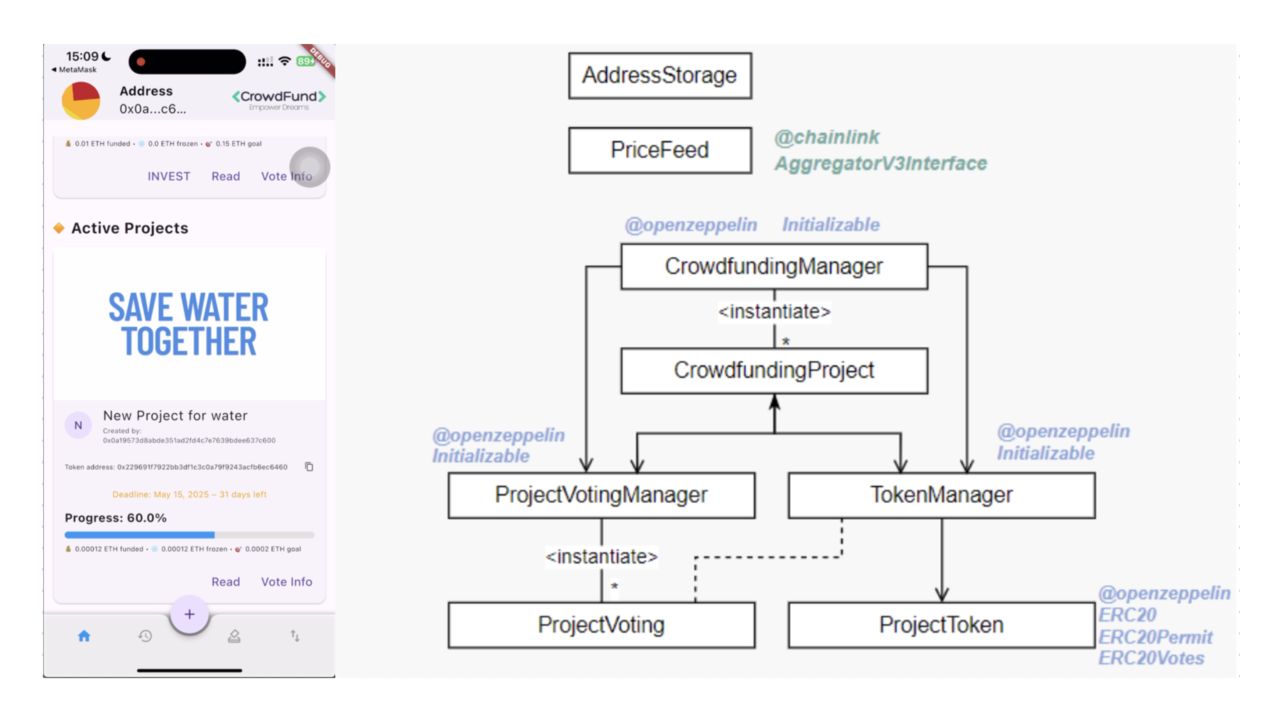 15:09
MetaMask
89
DEBUG
Address
0x0a...c6...
<CrowdFund>
Empower Dreams
0.01 ETH funded • 0.0 ETH frozen • 0.15 ETH goal
INVEST Read Vote Info
Active Projects
SAVE WATER
TOGETHER
N
New Project for water
Created by:
0x0a19573d8abde351ad2fd4c7e7639bdee637c600
Token address: 0x229691f7922bb3df1c3c0a79f9243acfb6ec6460
Deadline: May 15, 2025 – 31 days left
Progress: 60.0%
0.00012 ETH funded • 0.00012 ETH frozen • 0.0002 ETH goal
Read Vote Info
+
AddressStorage
PriceFeed
@chainlink
AggregatorV3Interface
@openzeppelin Initializable
CrowdfundingManager
<instantiate>
*
CrowdfundingProject
@openzeppelin
Initializable
@openzeppelin
Initializable
ProjectVotingManager
TokenManager
<instantiate>
*
ProjectVoting
ProjectToken
@openzeppelin
ERC20
ERC20Permit
ERC20Votes